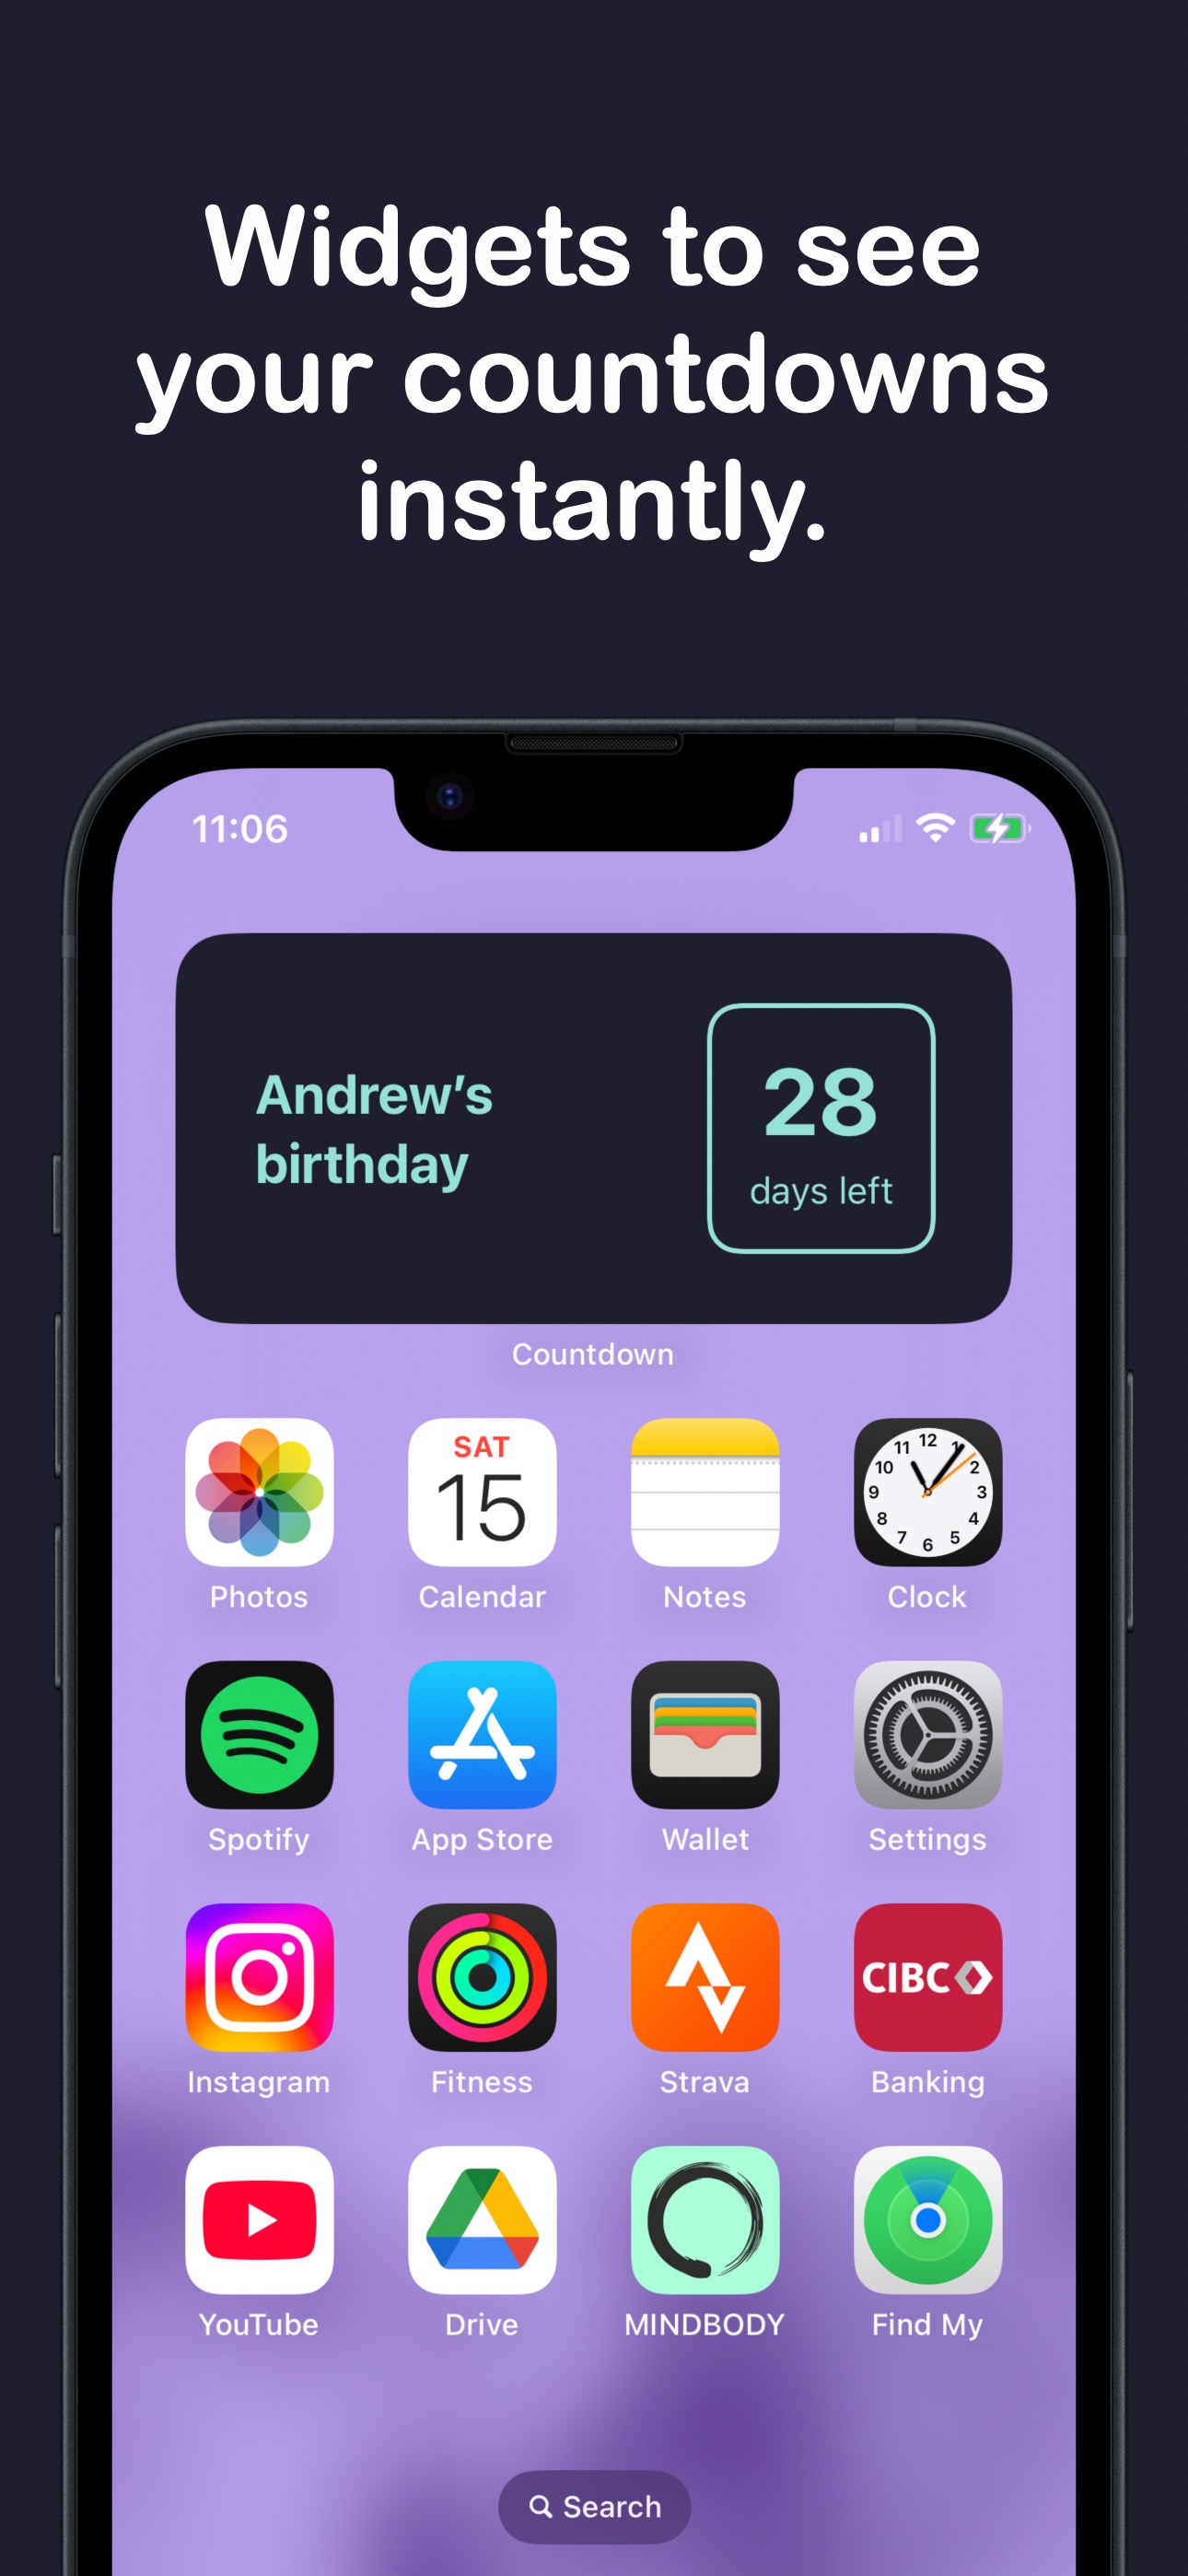 Widgets to see
your countdowns
instantly.
11:06
Andrew's
birthday
28
days left
Countdown
SAT
15
12
11
1
10
2
9
3
8
4
7
5
6
Photos
Calendar
Notes
Clock
Spotify
App Store
Wallet
Settings
CIBC
Instagram
Fitness
Strava
Banking
YouTube
Drive
MINDBODY
Find My
Search